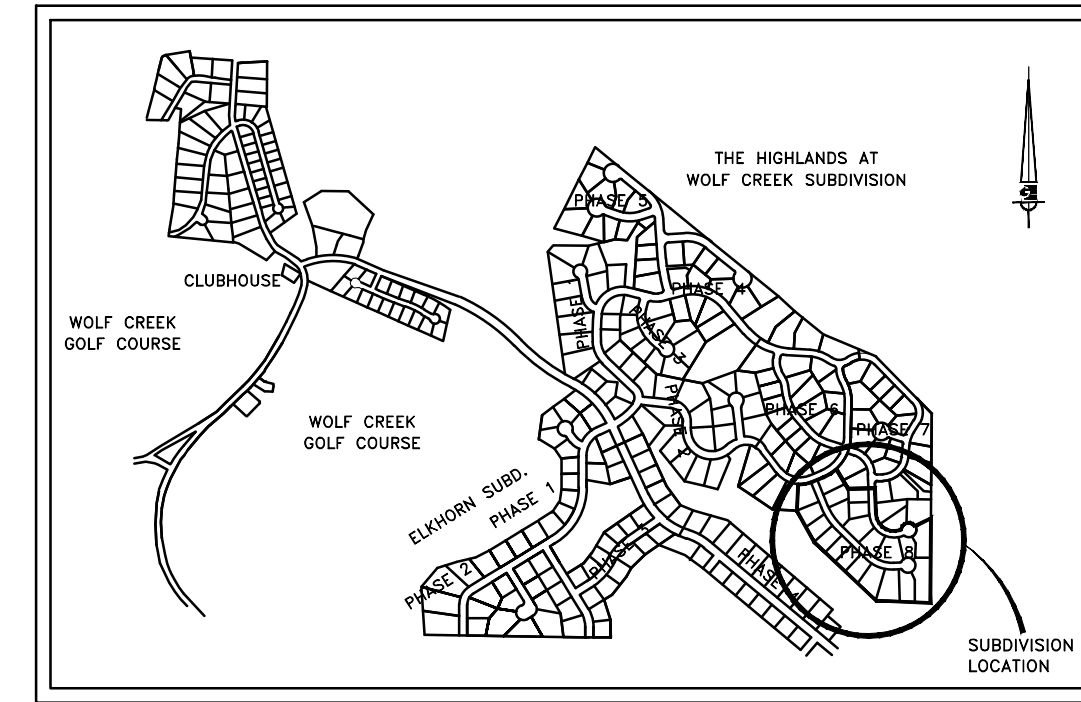 THE HIGHLANDS AT
WOLF CREEK SUBDIVISION
PHASE 5
CLUBHOUSE
PHASE 1
PHASE 4
WOLF CREEK
GOLF COURSE
PHASE 3
PHASE 2
PHASE 6
WOLF CREEK
GOLF COURSE
PHASE 7
ELKHORN SUBD.
PHASE 1
PHASE 8
PHASE 2
PHASE
PHASE 4
SUBDIVISION
LOCATION